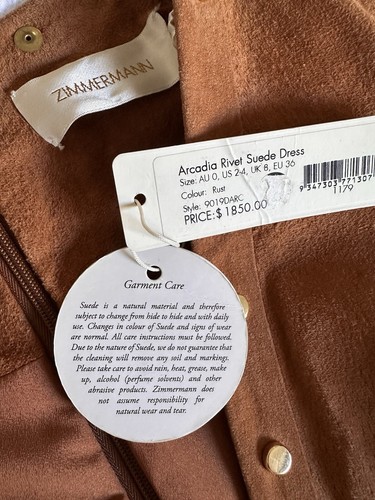 ZIMMERMANN
Arcadia Rivet Suede Dress
Size: AU 0, US 2-4, UK 8, EU 36
Colour: Rust
Style: 9019DARC
PRICE: $ 1850.00
9 347303 771307
1179
Garment Care
Suede is a natural material and therefore
subject to change from hide to hide and with daily
use. Changes in colour of Suede and signs of wear
are normal. All care instructions must be followed.
Due to the nature of Suede, we do not guarantee that
the cleaning will remove any soil and markings.
Please take care to avoid rain, heat, grease, make
up, alcohol (perfume solvents) and other
abrasive products. Zimmermann does
not assume responsibility for
natural wear and tear.